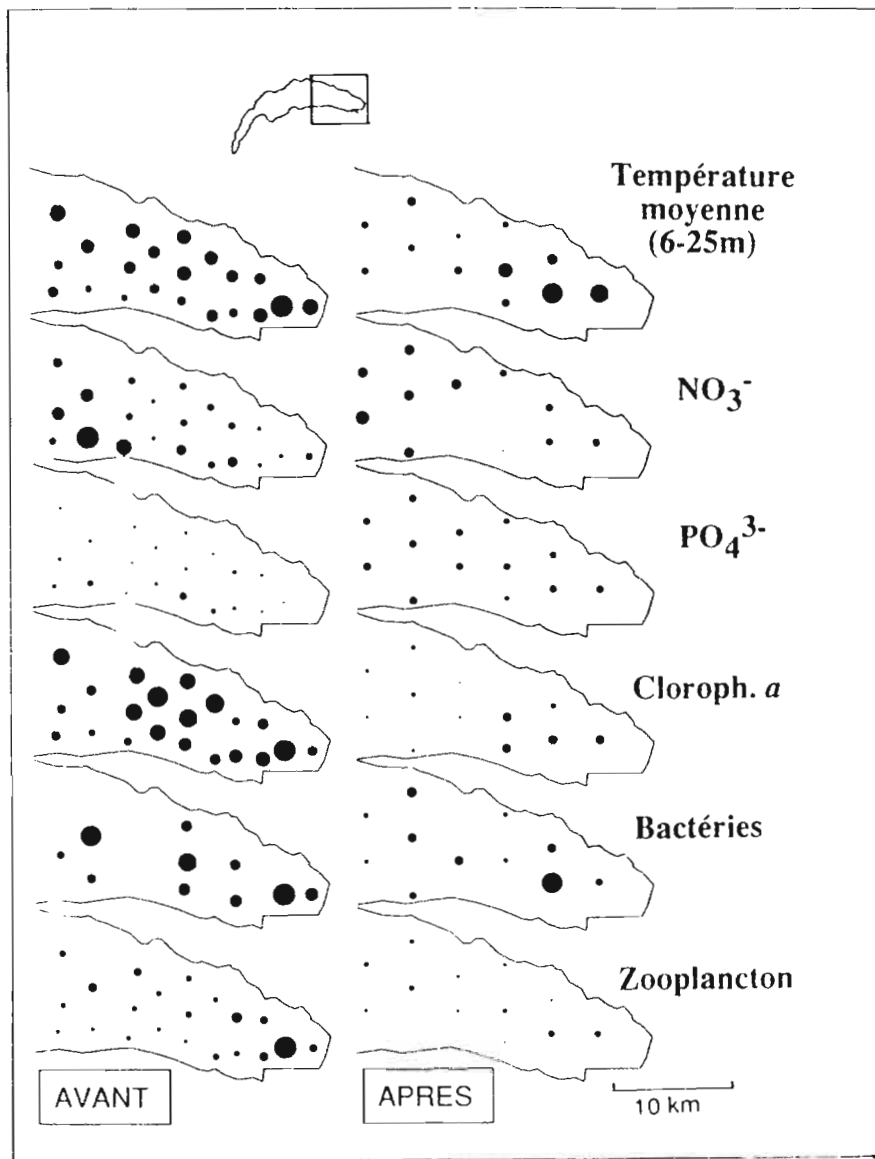 Température
moyenne
(6-25m)
NO3-
PO43-
Cloroph. a
Bactéries
Zooplancton
AVANT
APRES
10 km